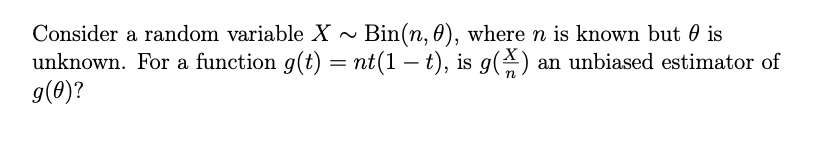 Consider a random variable X ~ Bin(n, θ), where n is known but θ is
unknown. For a function g(t) = nt(1 − t), is g(X/n) an unbiased estimator of
g(θ)?